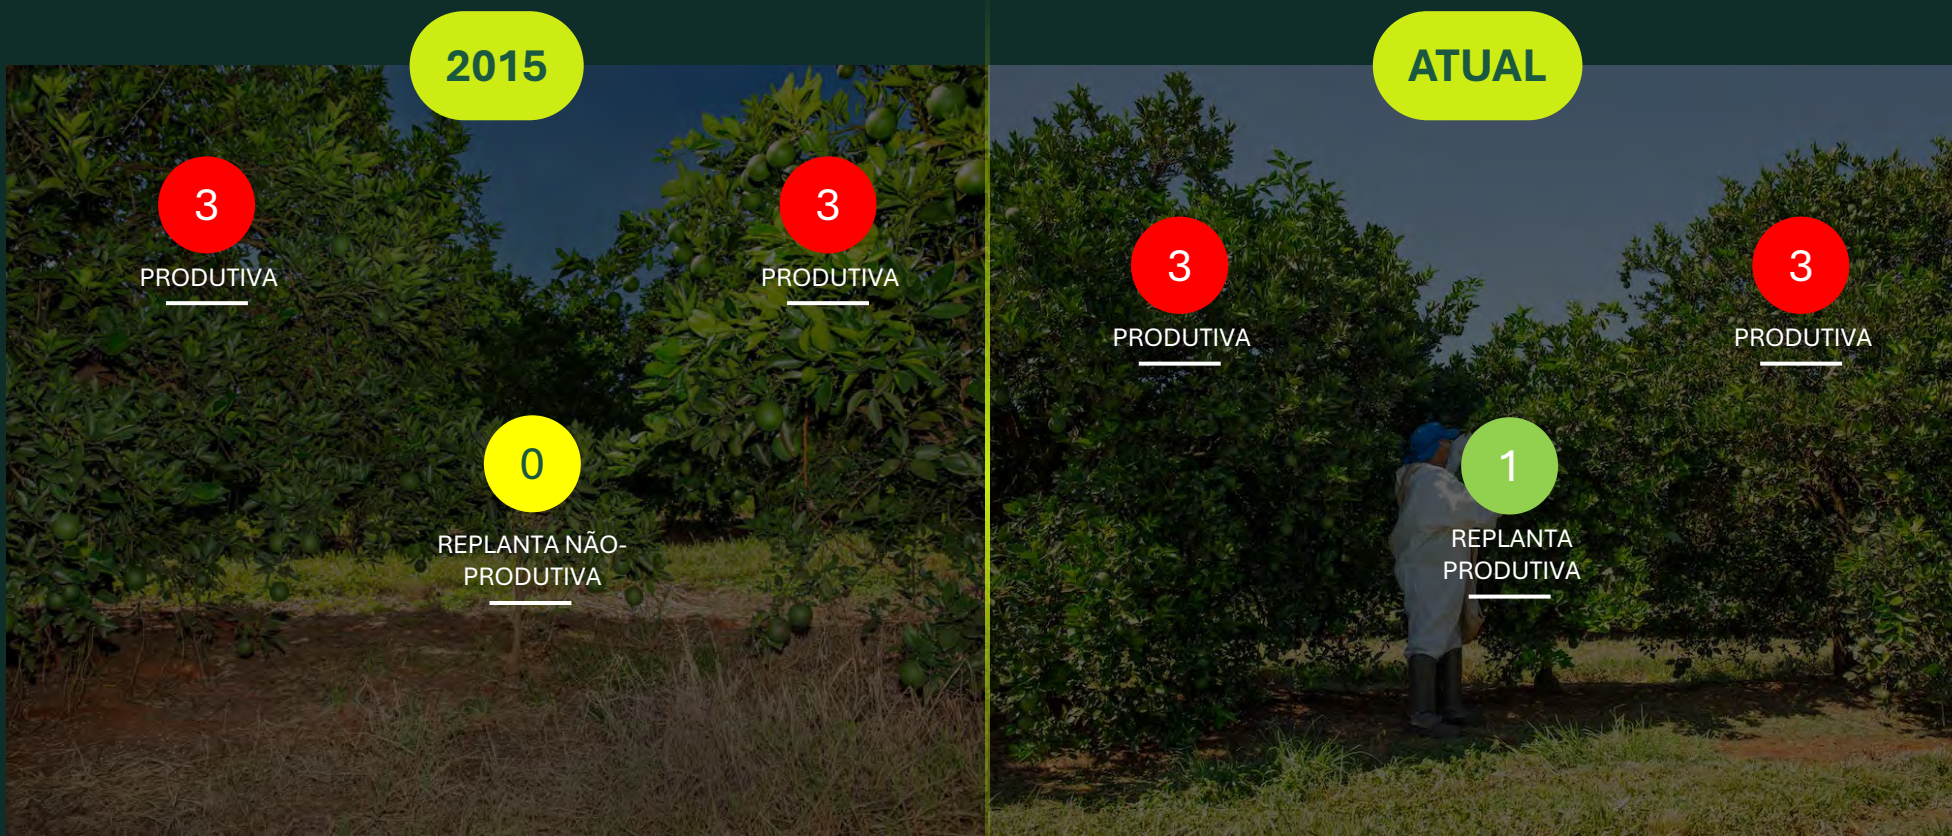 2015
3
PRODUTIVA
3
PRODUTIVA
0
REPLANTA NÃO-
PRODUTIVA
ATUAL
3
PRODUTIVA
3
PRODUTIVA
1
REPLANTA
PRODUTIVA